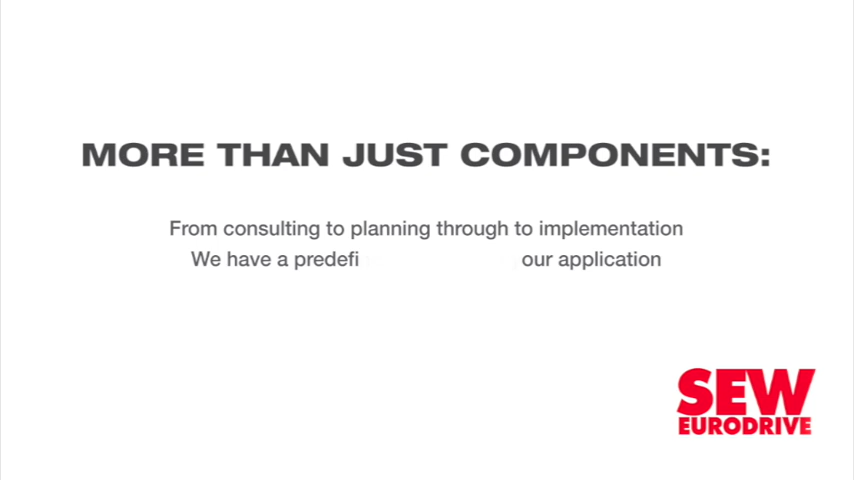 MORE THAN JUST COMPONENTS:
From consulting to planning through to implementation
We have a predefi our application
SEW
EURODRIVE